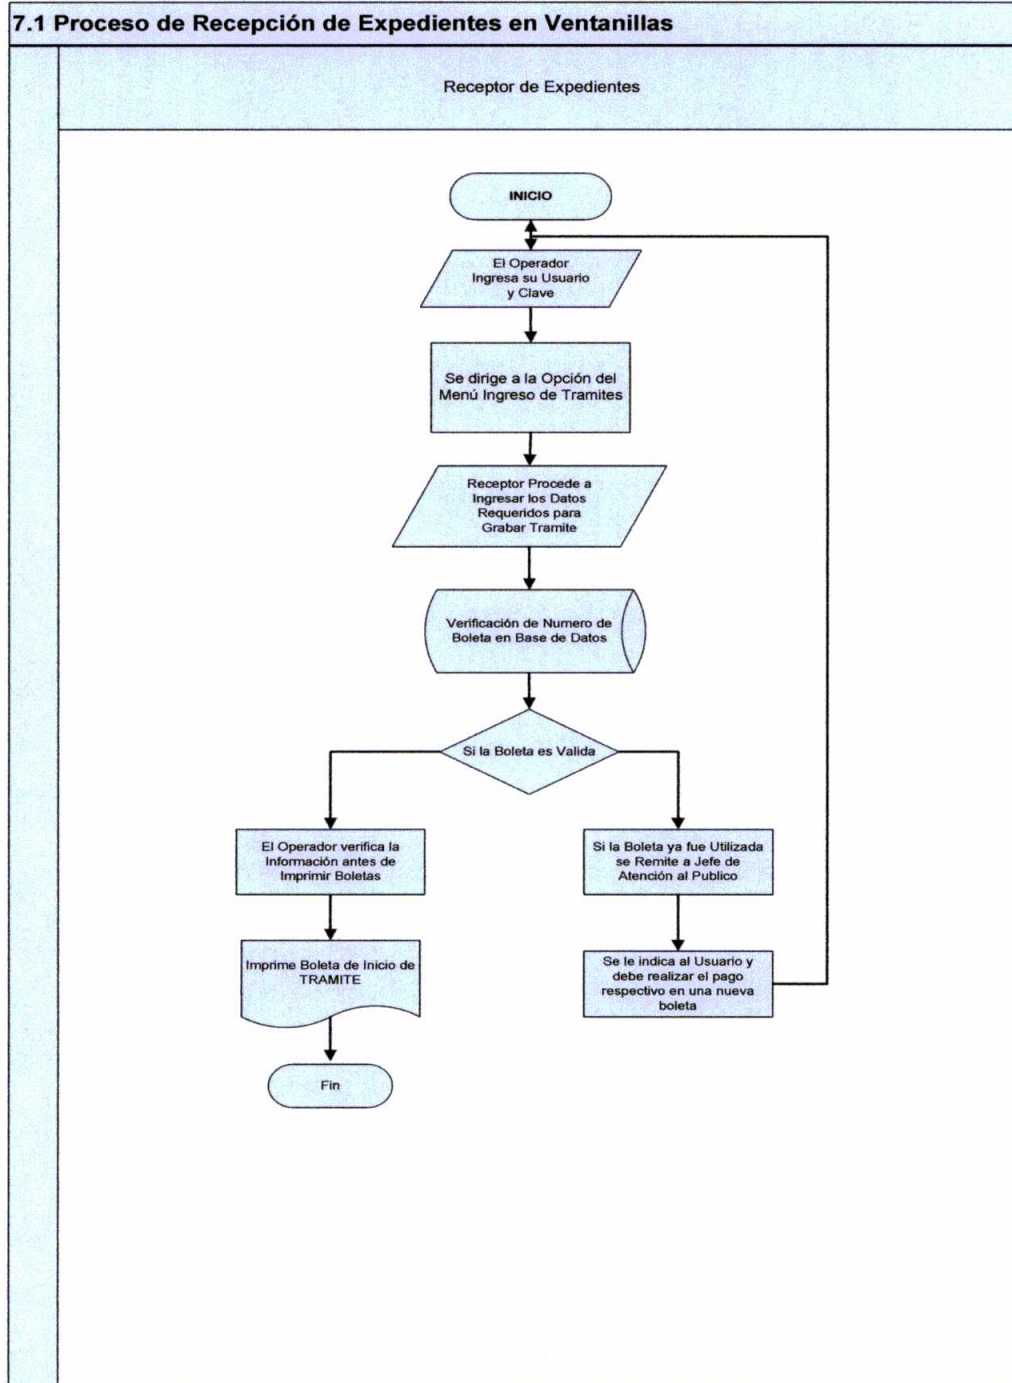 7.1 Proceso de Recepción de Expedientes en Ventanillas
Receptor de Expedientes
INICIO
El Operador
Ingresa su Usuario
y Clave
Se dirige a la Opción del
Menú Ingreso de Tramites
Receptor Procede a
Ingresar los Datos
Requeridos para
Grabar Tramite
Verificación de Numero de
Boleta en Base de Datos
Si la Boleta es Valida
El Operador verifica la
Información antes de
Imprimir Boletas
Si la Boleta ya fue Utilizada
se Remite a Jefe de
Atención al Publico
Imprime Boleta de Inicio de
TRAMITE
Se le indica al Usuario y
debe realizar el pago
respectivo en una nueva
boleta
Fin